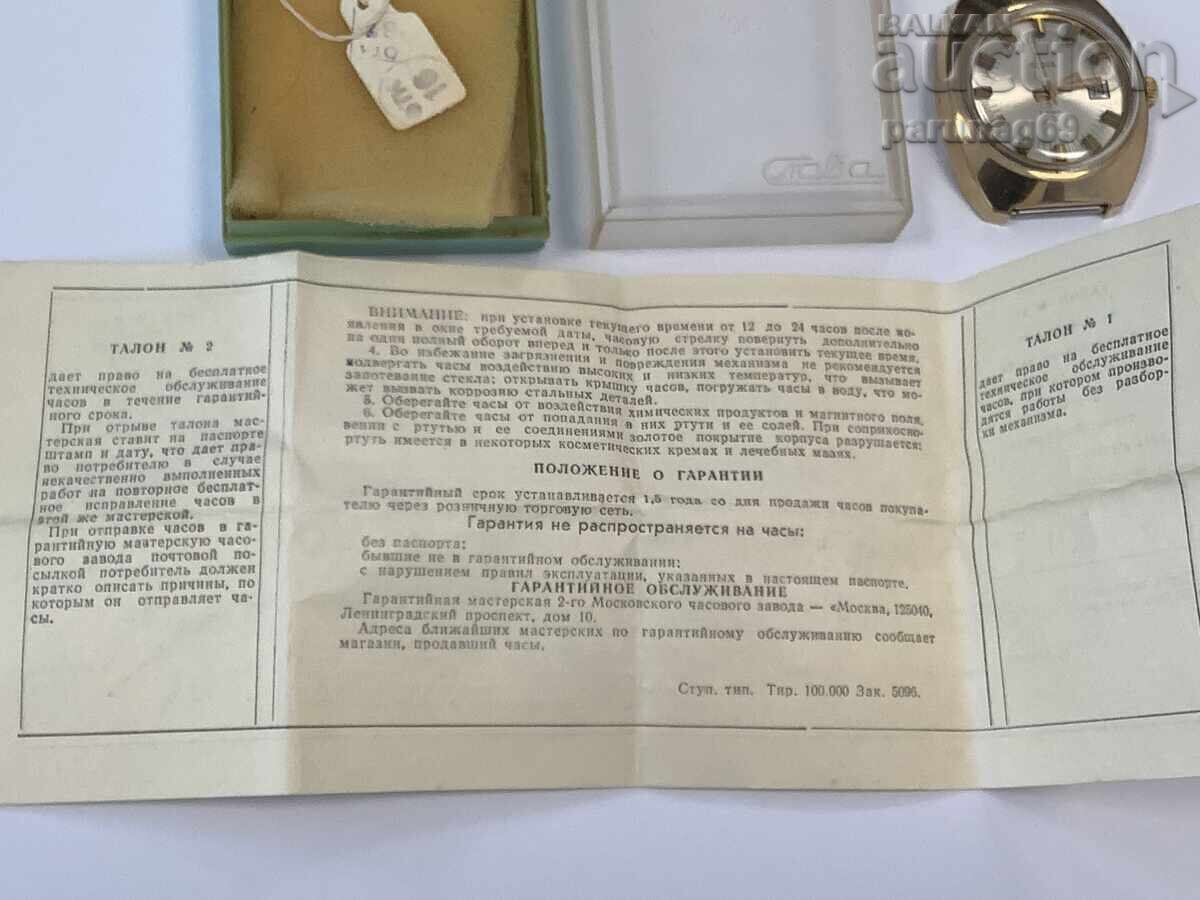 BALKAN
auction
parunag69
Слава
ОТК
10
ТАЛОН № 2
дает право на бесплатное
техническое обслуживание
часов в течение гарантий-
ного срока.
При отрыве талона мас-
терская ставит на паспорте
штамп и дату, что дает пра-
во потребителю в случае
некачественно выполненных
работ на повторное бесплат-
ное исправление часов в
этой же мастерской.
При отправке часов в га-
рантийную мавтерскую часо-
вого завода почтовой по-
сылкой потребитель должен
кратко описать причины, по
которым он отправляет ча-
сы.
ВНИМАНИЕ: при установке текущего времени от 12 до 24 часов после по-
явления в окне требуемой даты, часовую стрелку повернуть дополнительно
на один полный оборот вперед и только после этого установить текущее время.
4. Во избежание загрязнения и повреждения механизма не рекомендуется
подвергать часы воздействию высоких и низких температур, что вызывает
запотевание стекла; открывать крышку часов, погружать часы в воду, что мо-
жет вызвать коррозию стальных деталей.
5. Оберегайте часы от воздействия химических продуктов и магнитного поля.
6. Оберегайте часы от попадания в них ртути и ее солей. При соприкосно-
вении с ртутью и ее соединениями золотое покрытие корпуса разрушается:
ртуть имеется в некоторых косметических кремах и лечебных мазях.
ПОЛОЖЕНИЕ О ГАРАНТИИ
Гарантийный срок устанавливается 1,5 года со дня продажи часов покупа-
телю через розничную торговую сеть.
Гарантия не распространяется на часы:
без паспорта;
бывшие не в гарантийном обслуживании;
с нарушением правил эксплуатации, указанных в настоящем паспорте.
ГАРАНТИЙНОЕ ОБСЛУЖИВАНИЕ
Гарантийная мастерская 2-го Московского часового завода — «Москва, 125040,
Ленинградский проспект, дом 10.
Адреса ближайших мастерских по гарантийному обслуживанию сообщает
магазин, продавший часы.
Ступ. тип. Тир. 100.000 Зак. 5096.
ТАЛОН № 1
дает право на бесплатное
техническое обслуживание
часов, при котором произво-
дятся работы без разбор-
ки механизма.